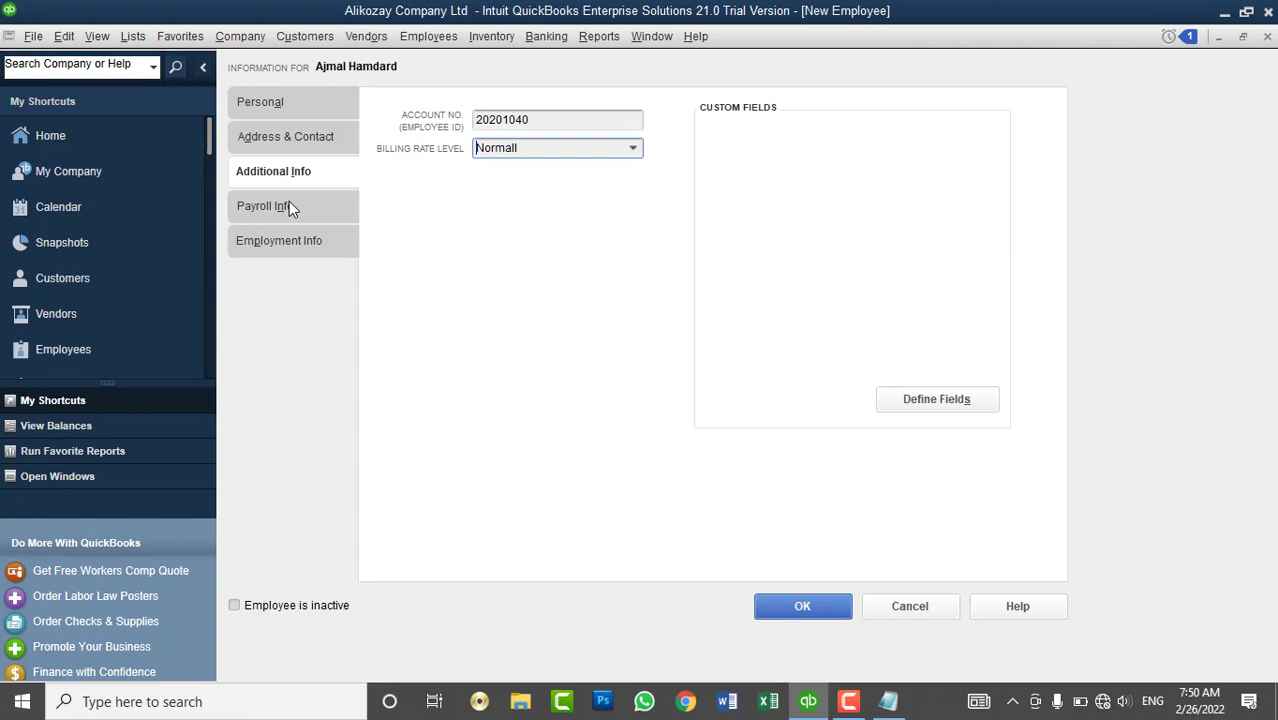 Alikozay Company Ltd - Intuit QuickBooks Enterprise Solutions 21.0 Trial Version - [New Employee]
File Edit View Lists Favorites Company Customers Vendors Employees Inventory Banking Reports Window Help
1
Search Company or Help
INFORMATION FOR Ajmal Hamdard
My Shortcuts
Home
My Company
Calendar
Snapshots
Customers
Vendors
Employees
My Shortcuts
View Balances
Run Favorite Reports
Open Windows
Do More With QuickBooks
Get Free Workers Comp Quote
Order Labor Law Posters
Order Checks & Supplies
Promote Your Business
Finance with Confidence
Personal
Address & Contact
Additional Info
Payroll Info
Employment Info
ACCOUNT NO.
(EMPLOYEE ID)
20201040
BILLING RATE LEVEL
Normall
CUSTOM FIELDS
Define Fields
Employee is inactive
OK
Cancel
Help
Type here to search
ENG
7:50 AM
2/26/2022